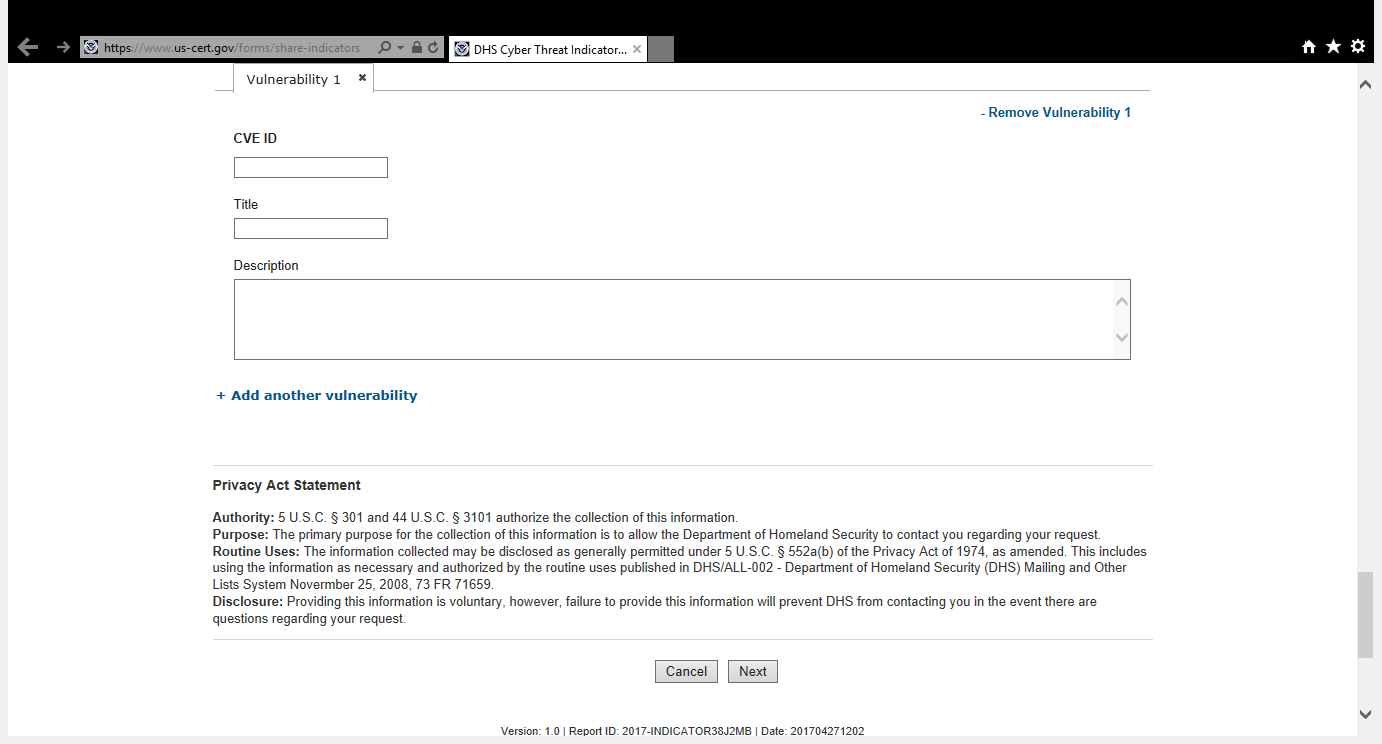 https://www.us-cert.gov/forms/share-indicators
DHS Cyber Threat Indicator...
Vulnerability 1
- Remove Vulnerability 1
CVE ID
Title
Description
+ Add another vulnerability
Privacy Act Statement
Authority: 5 U.S.C. § 301 and 44 U.S.C. § 3101 authorize the collection of this information.
Purpose: The primary purpose for the collection of this information is to allow the Department of Homeland Security to contact you regarding your request.
Routine Uses: The information collected may be disclosed as generally permitted under 5 U.S.C. § 552a(b) of the Privacy Act of 1974, as amended. This includes
using the information as necessary and authorized by the routine uses published in DHS/ALL-002 - Department of Homeland Security (DHS) Mailing and Other
Lists System Novermber 25, 2008, 73 FR 71659.
Disclosure: Providing this information is voluntary, however, failure to provide this information will prevent DHS from contacting you in the event there are
questions regarding your request.
Cancel Next
Version: 1.0 | Report ID: 2017-INDICATOR38J2MB | Date: 201704271202